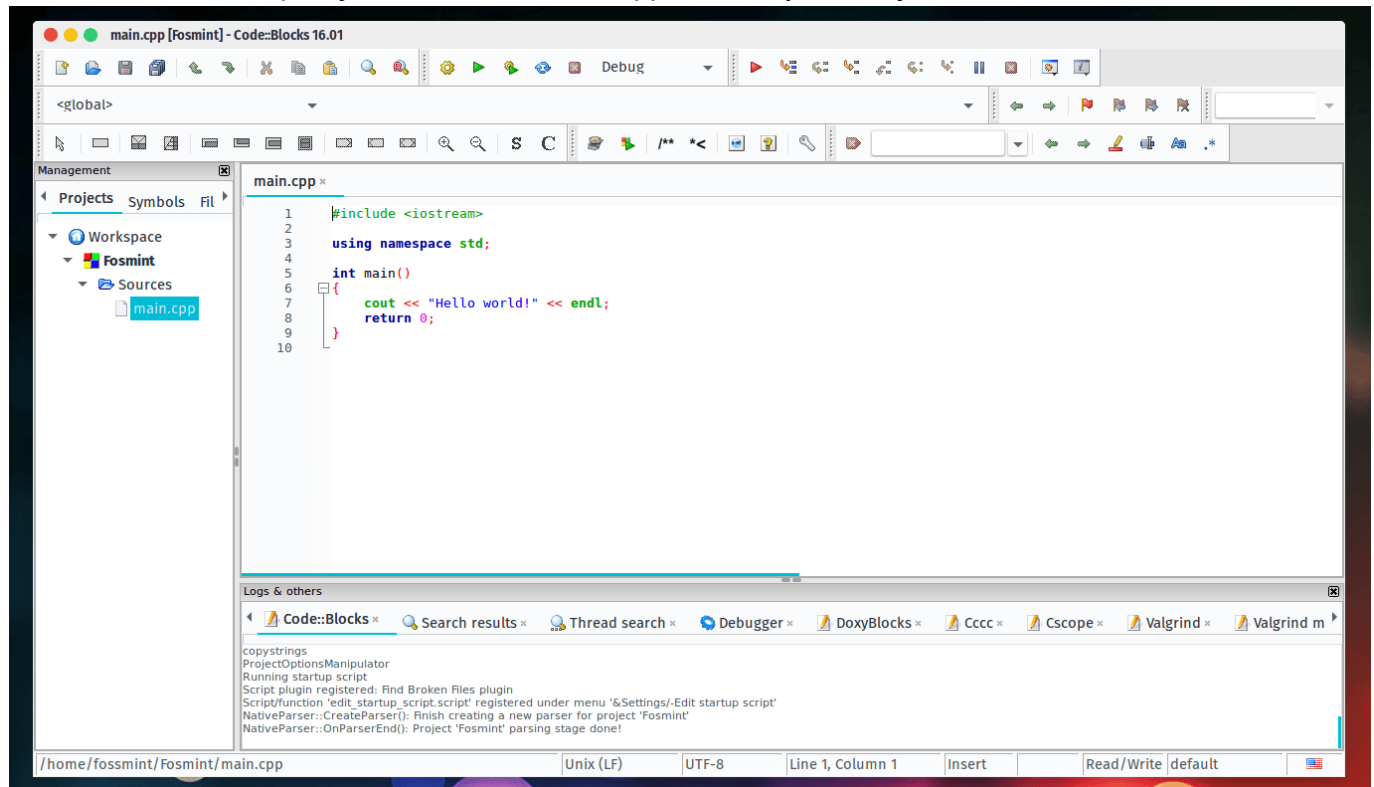 main.cpp [Fosmint] - Code::Blocks 16.01
Debug
<global>
S C /** *< .*
Management
Projects Symbols Fil
main.cpp
Workspace
Fosmint
Sources
main.cpp
1 #include <iostream>
2
3 using namespace std;
4
5 int main()
6 {
7 cout << "Hello world!" << endl;
8 return 0;
9 }
10
Logs & others
Code::Blocks Search results Thread search Debugger DoxyBlocks Cccc Cscope Valgrind Valgrind m
copystrings
ProjectOptionsManipulator
Running startup script
Script plugin registered: Find Broken Files plugin
Script/function 'edit_startup_script.script' registered under menu '&Settings/-Edit startup script'
NativeParser::CreateParser(): Finish creating a new parser for project 'Fosmint'
NativeParser::OnParserEnd(): Project 'Fosmint' parsing stage done!
/home/fossmint/Fosmint/main.cpp Unix (LF) UTF-8 Line 1, Column 1 Insert Read/Write default